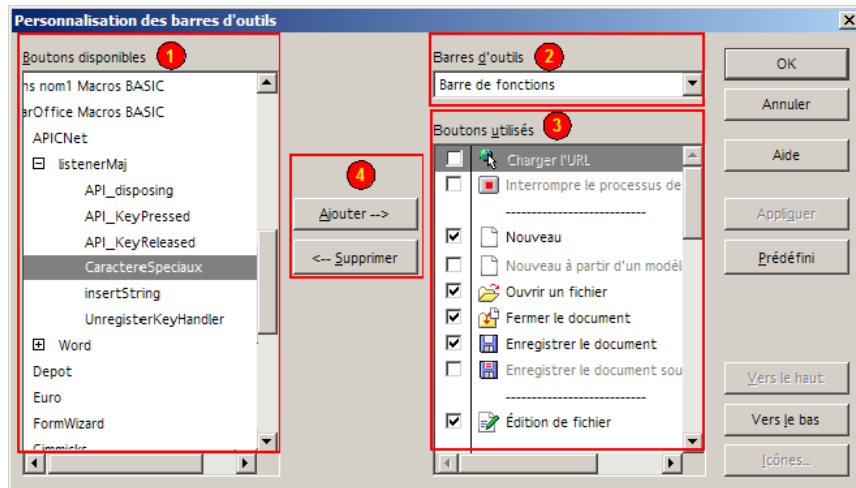 Personnalisation des barres d'outils
Boutons disponibles 1
ns nom1 Macros BASIC
arOffice Macros BASIC
APICNet
listenerMaj
API_disposing
API_KeyPressed
API_KeyReleased
CaractereSpeciaux
insertString
UnregisterKeyHandler
Word
Depot
Euro
FormWizard
Gimmicks
4
Ajouter -->
<-- Supprimer
Barres d'outils 2
Barre de fonctions
Boutons utilisés 3
Charger l'URL
Interrompre le processus de
----------------------------
Nouveau
Nouveau à partir d'un modèl
Ouvrir un fichier
Fermer le document
Enregistrer le document
Enregistrer le document sou
----------------------------
Édition de fichier
OK
Annuler
Aide
Appliquer
Prédéfini
Vers le haut
Vers le bas
Icônes...